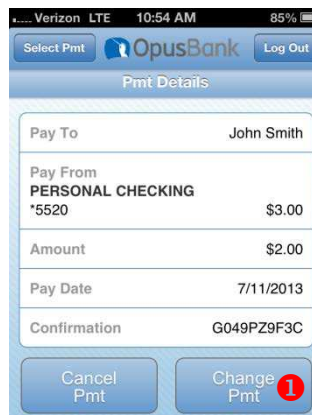 ..... Verizon LTE 10:54 AM 85%
Select Pmt OpusBank Log Out
Pmt Details
Pay To John Smith
Pay From
PERSONAL CHECKING
*5520 $3.00
Amount $2.00
Pay Date 7/11/2013
Confirmation G049PZ9F3C
Cancel Change
Pmt Pmt 1